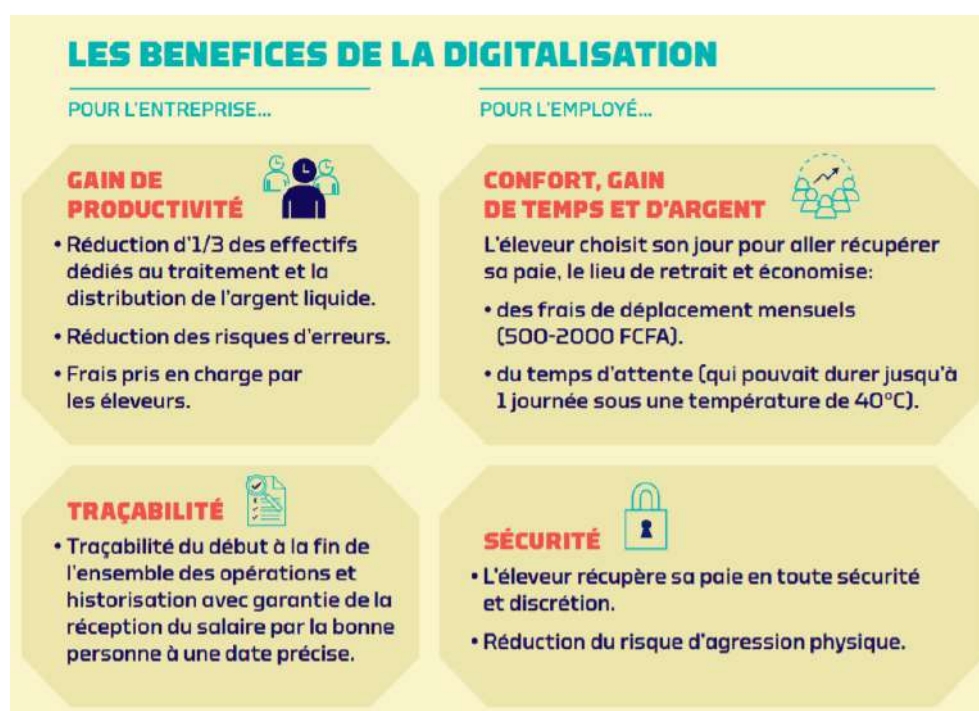 LES BENEFICES DE LA DIGITALISATION
POUR L'ENTREPRISE...
GAIN DE
PRODUCTIVITÉ
• Réduction d'1/3 des effectifs
dédiés au traitement et la
distribution de l'argent liquide.
• Réduction des risques d'erreurs.
• Frais pris en charge par
les éleveurs.
TRAÇABILITÉ
• Traçabilité du début à la fin de
l'ensemble des opérations et
historisation avec garantie de la
réception du salaire par la bonne
personne à une date précise.
POUR L'EMPLOYÉ...
CONFORT, GAIN
DE TEMPS ET D'ARGENT
L'éleveur choisit son jour pour aller récupérer
sa paie, le lieu de retrait et économise:
• des frais de déplacement mensuels
(500-2000 FCFA).
• du temps d'attente (qui pouvait durer jusqu'à
1 journée sous une température de 40°C).
SÉCURITÉ
• L'éleveur récupère sa paie en toute sécurité
et discrétion.
• Réduction du risque d'agression physique.